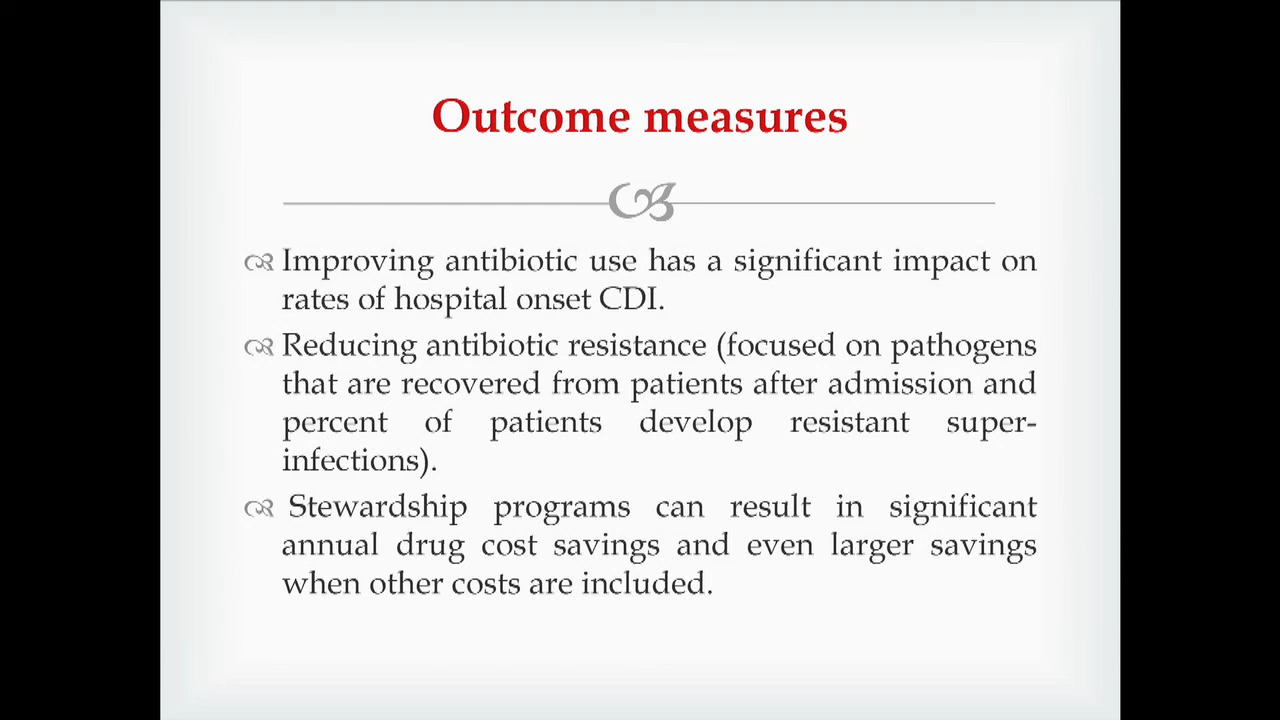 Outcome measures
Improving antibiotic use has a significant impact on
rates of hospital onset CDI.
Reducing antibiotic resistance (focused on pathogens
that are recovered from patients after admission and
percent of patients develop resistant super-
infections).
Stewardship programs can result in significant
annual drug cost savings and even larger savings
when other costs are included.